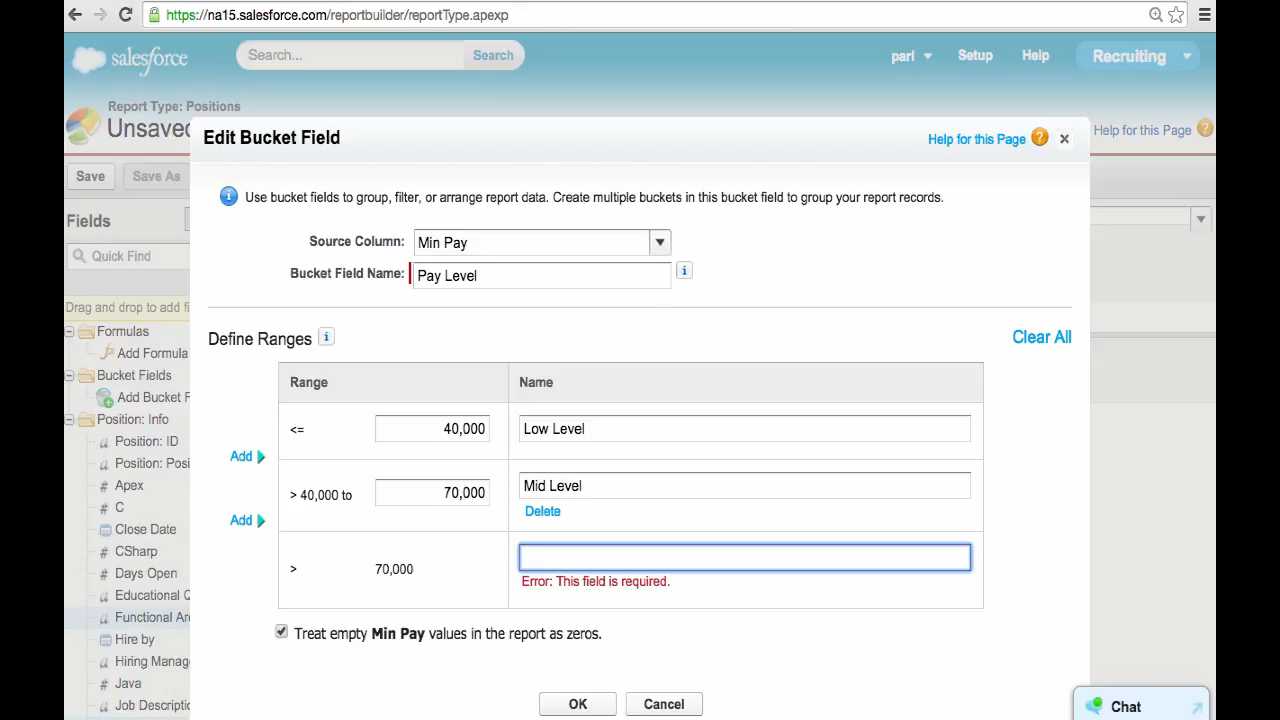 https://na15.salesforce.com/reportbuilder/reportType.apexp
salesforce
Search...
Search
parl
Setup
Help
Recruiting
Report Type: Positions
Unsaved
Help for this Page
Save
Save As
Fields
Quick Find
Drag and drop to add fi
Formulas
Add Formula
Bucket Fields
Add Bucket F
Position: Info
Position: ID
Position: Posi
Apex
C
Close Date
CSharp
Days Open
Educational Q
Functional Are
Hire by
Hiring Manag
Java
Job Descripti
Edit Bucket Field
Help for this Page
Use bucket fields to group, filter, or arrange report data. Create multiple buckets in this bucket field to group your report records.
Source Column: Min Pay
Bucket Field Name: Pay Level
Define Ranges
Clear All
Range Name
<= 40,000 Low Level
Add
> 40,000 to 70,000 Mid Level
Delete
Add
> 70,000
Error: This field is required.
Treat empty Min Pay values in the report as zeros.
OK Cancel
Chat